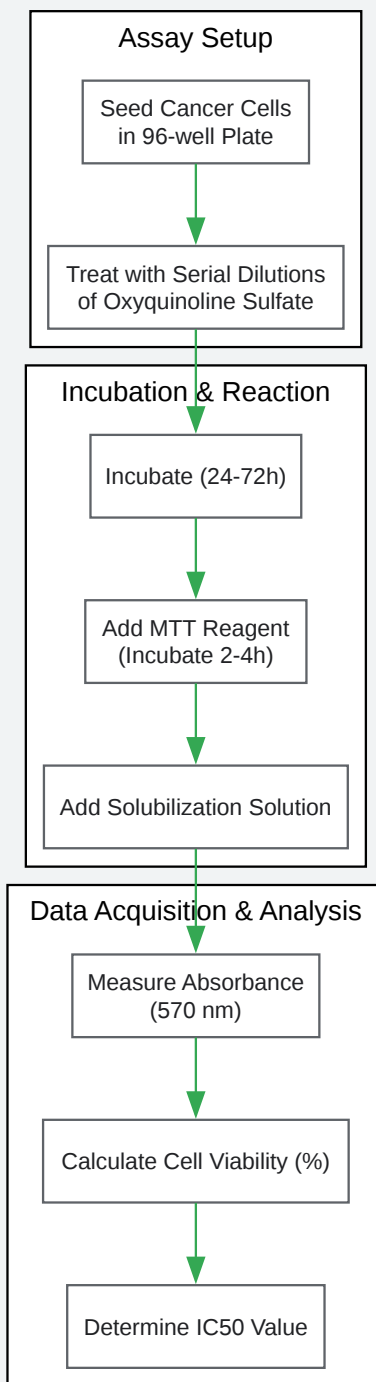 Assay Setup
Seed Cancer Cells
in 96-well Plate
Treat with Serial Dilutions
of Oxyquinoline Sulfate
Incubation & Reaction
Incubate (24-72h)
Add MTT Reagent
(Incubate 2-4h)
Add Solubilization Solution
Data Acquisition & Analysis
Measure Absorbance
(570 nm)
Calculate Cell Viability (%)
Determine IC50 Value